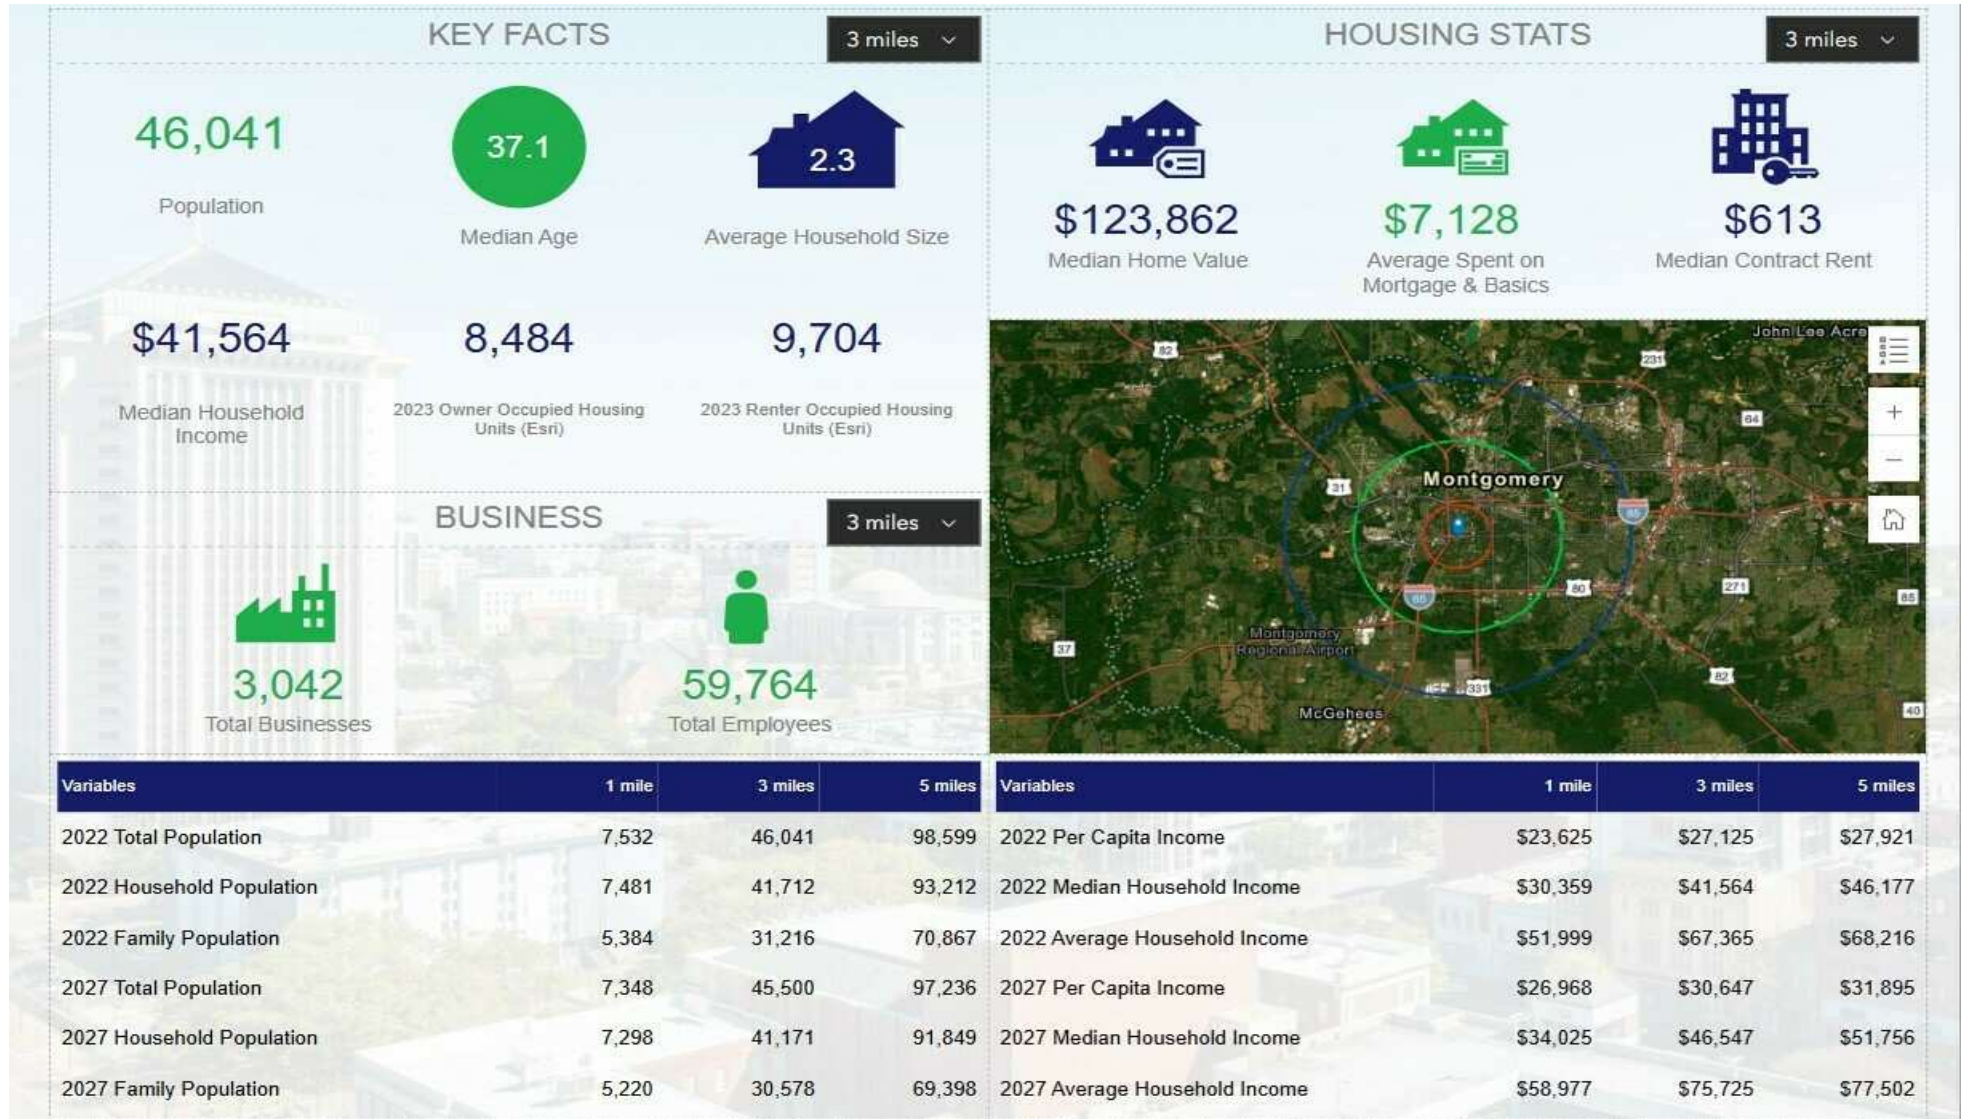 KEY FACTS
3 miles
46,041
Population
37.1
Median Age
2.3
Average Household Size
$41,564
Median Household
Income
8,484
2023 Owner Occupied Housing
Units (Esri)
9,704
2023 Renter Occupied Housing
Units (Esri)
BUSINESS
3 miles
3,042
Total Businesses
59,764
Total Employees
HOUSING STATS
3 miles
$123,862
Median Home Value
$7,128
Average Spent on
Mortgage & Basics
$613
Median Contract Rent
John Lee Acre
82
231
64
Montgomery
31
85
80
271
85
65
Montgomery
Regional Airport
37
82
331
McGehees
40
+
−
Variables 1 mile 3 miles 5 miles
2022 Total Population 7,532 46,041 98,599
2022 Household Population 7,481 41,712 93,212
2022 Family Population 5,384 31,216 70,867
2027 Total Population 7,348 45,500 97,236
2027 Household Population 7,298 41,171 91,849
2027 Family Population 5,220 30,578 69,398
Variables 1 mile 3 miles 5 miles
2022 Per Capita Income $23,625 $27,125 $27,921
2022 Median Household Income $30,359 $41,564 $46,177
2022 Average Household Income $51,999 $67,365 $68,216
2027 Per Capita Income $26,968 $30,647 $31,895
2027 Median Household Income $34,025 $46,547 $51,756
2027 Average Household Income $58,977 $75,725 $77,502